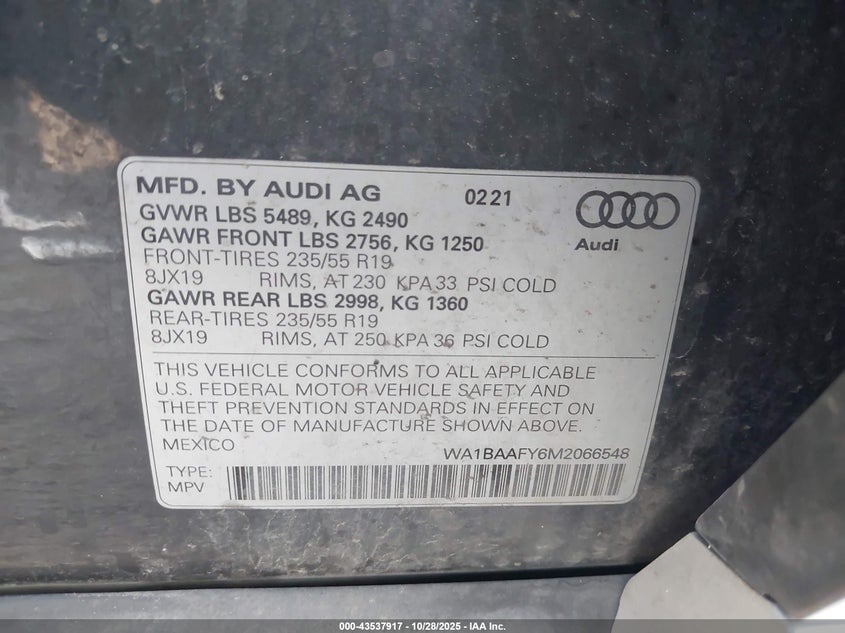 MFD. BY AUDI AG 0221
GVWR LBS 5489, KG 2490
GAWR FRONT LBS 2756, KG 1250
Audi
FRONT-TIRES 235/55 R19
8JX19 RIMS, AT 230 KPA 33 PSI COLD
GAWR REAR LBS 2998, KG 1360
REAR-TIRES 235/55 R19
8JX19 RIMS, AT 250 KPA 36 PSI COLD
THIS VEHICLE CONFORMS TO ALL APPLICABLE
U.S. FEDERAL MOTOR VEHICLE SAFETY AND
THEFT PREVENTION STANDARDS IN EFFECT ON
THE DATE OF MANUFACTURE SHOWN ABOVE.
MEXICO WA1BAAFY6M2066548
TYPE:
MPV
000-43537917 - 10/28/2025 - IAA Inc.